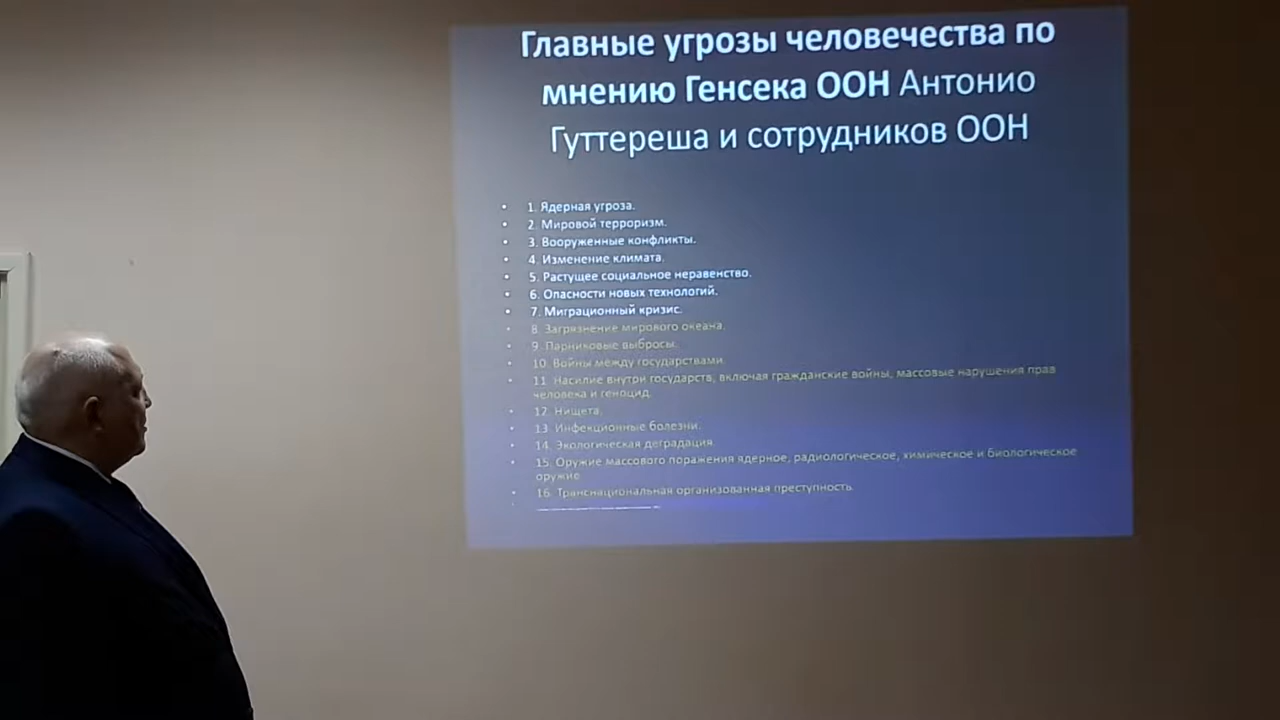 Главные угрозы человечества по
мнению Генсека ООН Антонио
Гуттереша и сотрудников ООН
• 1. Ядерная угроза.
• 2. Мировой терроризм.
• 3. Вооруженные конфликты.
• 4. Изменение климата.
• 5. Растущее социальное неравенство.
• 6. Опасности новых технологий.
• 7. Миграционный кризис.
• 8. Загрязнение мирового океана.
• 9. Парниковые выбросы.
• 10. Войны между государствами.
• 11. Насилие внутри государств, включая гражданские войны, массовые нарушения прав
человека и геноцид.
• 12. Нищета.
• 13. Инфекционные болезни.
• 14. Экологическая деградация.
• 15. Оружие массового поражения ядерное, радиологическое, химическое и биологическое
оружие
• 16. Транснациональная организованная преступность